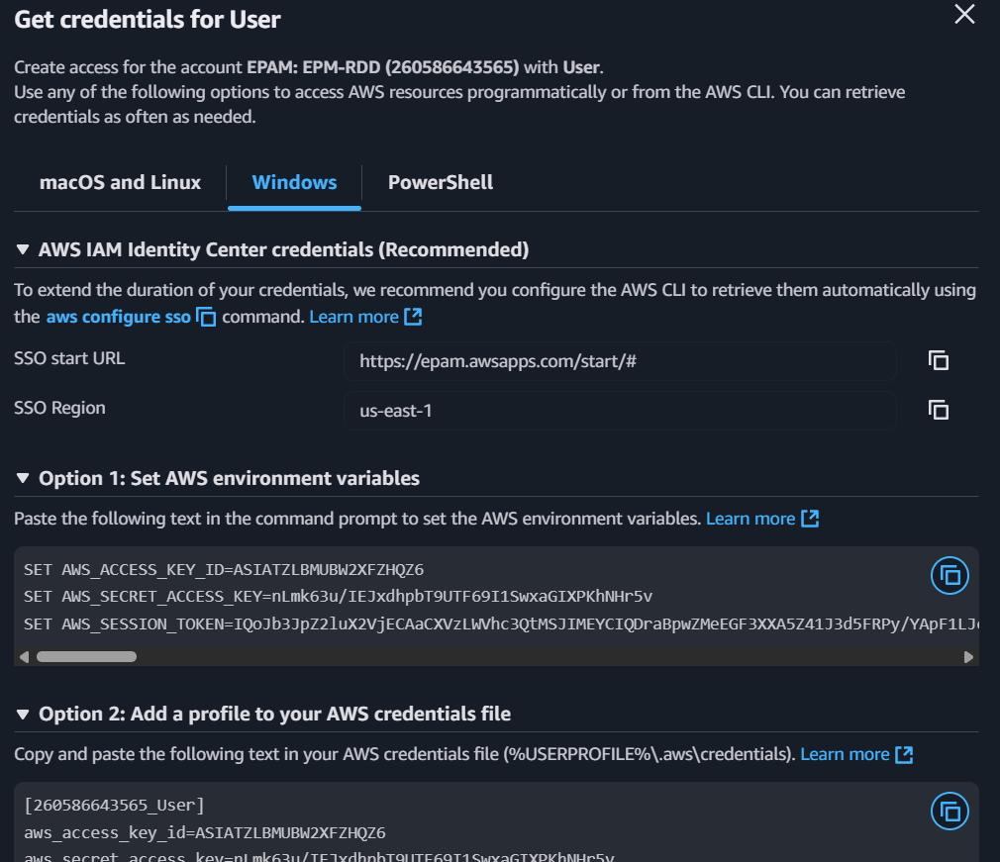 Get credentials for User
Create access for the account EPAM: EPM-RDD (260586643565) with User.
Use any of the following options to access AWS resources programmatically or from the AWS CLI. You can retrieve
credentials as often as needed.
macOS and Linux
Windows
PowerShell
AWS IAM Identity Center credentials (Recommended)
To extend the duration of your credentials, we recommend you configure the AWS CLI to retrieve them automatically using
the aws configure sso command. Learn more
SSO start URL
https://epam.awsapps.com/start/#
SSO Region
us-east-1
Option 1: Set AWS environment variables
Paste the following text in the command prompt to set the AWS environment variables. Learn more
SET AWS_ACCESS_KEY_ID=ASIATZLBMUBW2XFZHQZ6
SET AWS_SECRET_ACCESS_KEY=nLmk63u/IEJxdhpbT9UTF69I1SwxaGIXPKhNHr5v
SET AWS_SESSION_TOKEN=IQoJb3JpZ2luX2VjECAaCXVzLWVhc3QtMSJIMEYCIQDraBpwZMeEGF3XXA5Z41J3d5FRPy/YApF1LJ
Option 2: Add a profile to your AWS credentials file
Copy and paste the following text in your AWS credentials file (%USERPROFILE%\.aws\credentials). Learn more
[260586643565_User]
aws_access_key_id=ASIATZLBMUBW2XFZHQZ6
aws_secret_access_key=nLmk63u/IEJxdhpbT9UTF69I1SwxaGIXPKhNHr5v